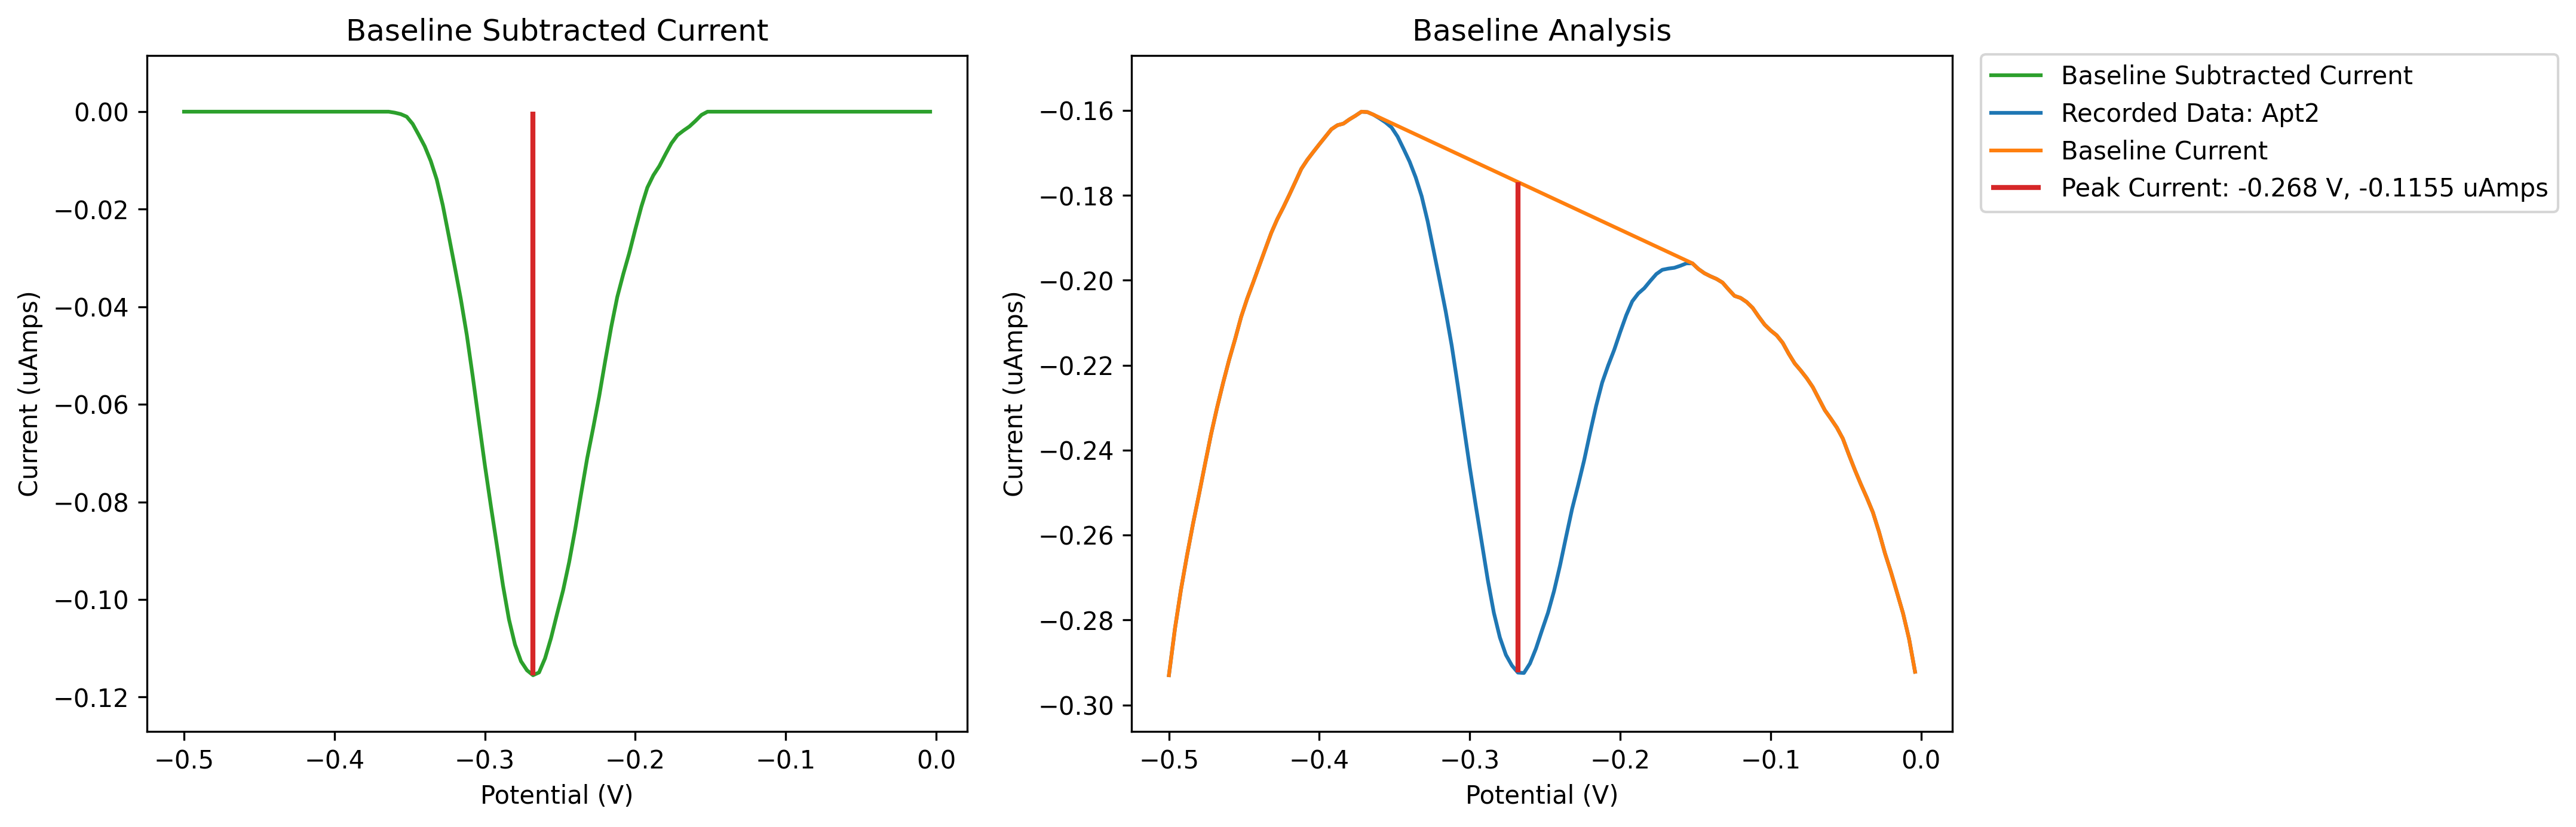 Baseline Subtracted Current
0.00
−0.02
−0.04
−0.06
−0.08
−0.10
−0.12
Current (uAmps)
−0.5
−0.4
−0.3
−0.2
−0.1
0.0
Potential (V)
Baseline Analysis
−0.16
−0.18
−0.20
−0.22
−0.24
−0.26
−0.28
−0.30
Current (uAmps)
−0.5
−0.4
−0.3
−0.2
−0.1
0.0
Potential (V)
Baseline Subtracted Current
Recorded Data: Apt2
Baseline Current
Peak Current: -0.268 V, -0.1155 uAmps